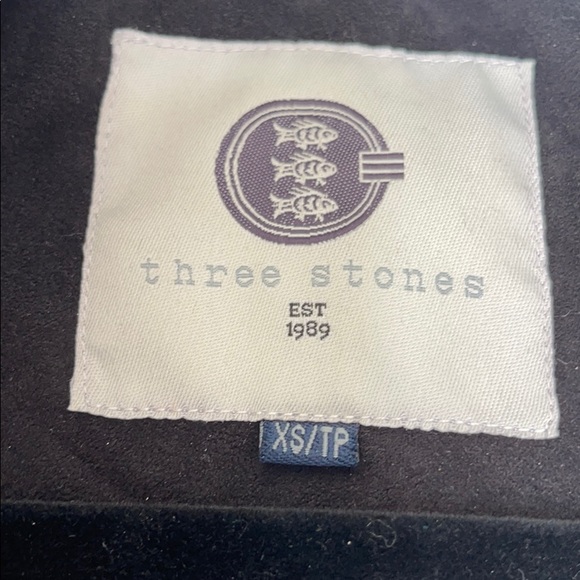 three stones
EST
1989
XS/TP